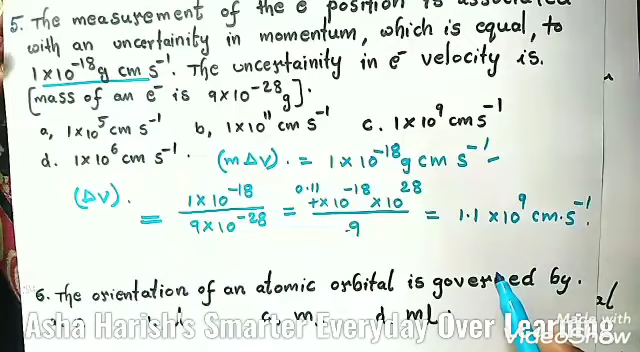 5. The measurement of the e position is associated
with an uncertainity in momentum, which is equal, to
1×10⁻¹⁸g cm s⁻¹. The uncestainity in e⁻ velocity is.
[mass of an e⁻ is 9×10⁻²⁸g].
a, 1×10⁵ cm s⁻¹ b, 1×10¹¹ cm s⁻¹ c. 1×10⁹ cm s⁻¹
d. 1×10⁶ cm s⁻¹. (mΔV). = 1×10⁻¹⁸ g cm s⁻¹
(ΔV). = 1×10⁻¹⁸ / 9×10⁻²⁸ = 0.11 1×10⁻¹⁸ ×10²⁸ / 9 = 1.1×10⁹ cm.s⁻¹.
6. The orientation of an atomic orbital is governed by.
d. ml.
Asha Harish's Smarter Everyday Over Learning
Made with
VideoShow